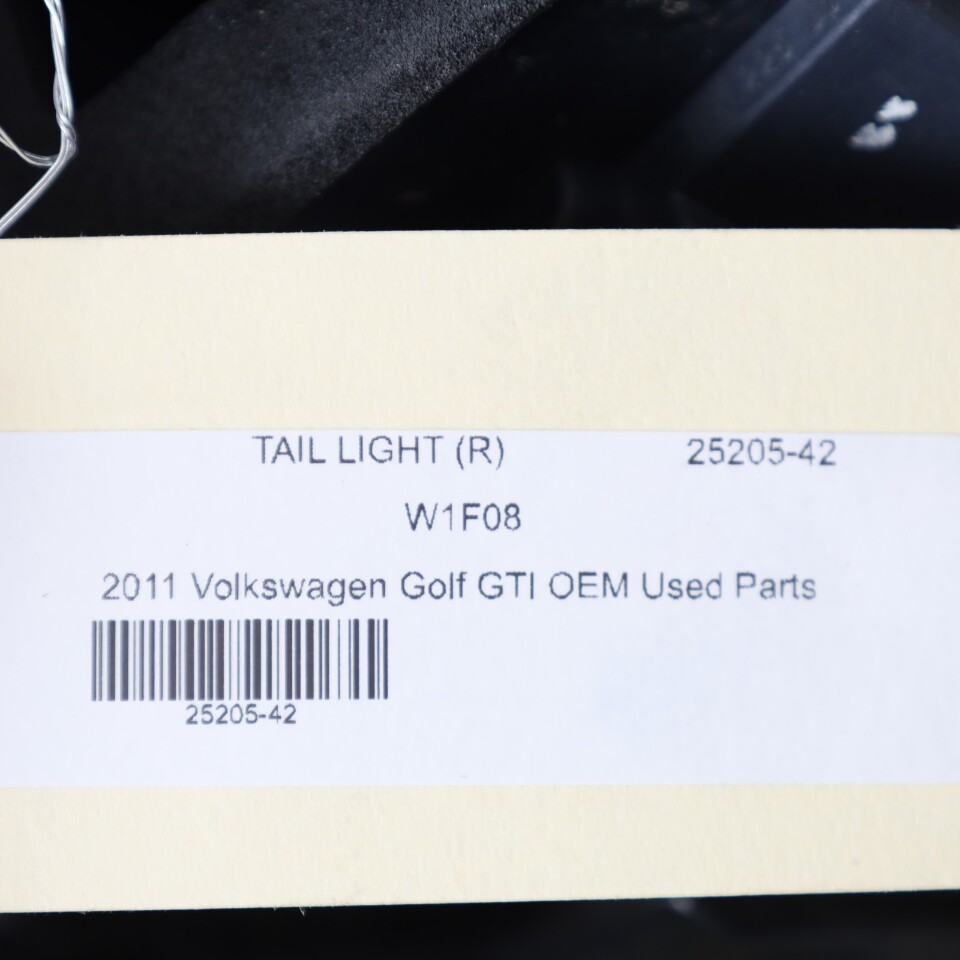 TAIL LIGHT (R) 25205-42
W1F08
2011 Volkswagen Golf GTI OEM Used Parts
25205-42